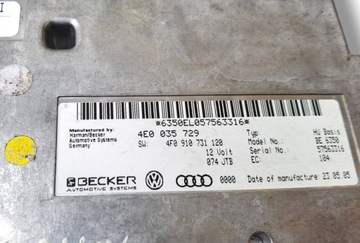 *6350EL057563316*
Manufactured by:
Harman/Becker
Automotive Systems
Germany
4E0 035 729
SW: 4F0 910 731 120
12 Volt
074 JTB
Typ: HU Basis
Model No: BE 6350
Serial No: 57563316
EC: 104
BECKER
AUTOMOTIVE SYSTEMS
0000
Date of manufacture: 23.05.05